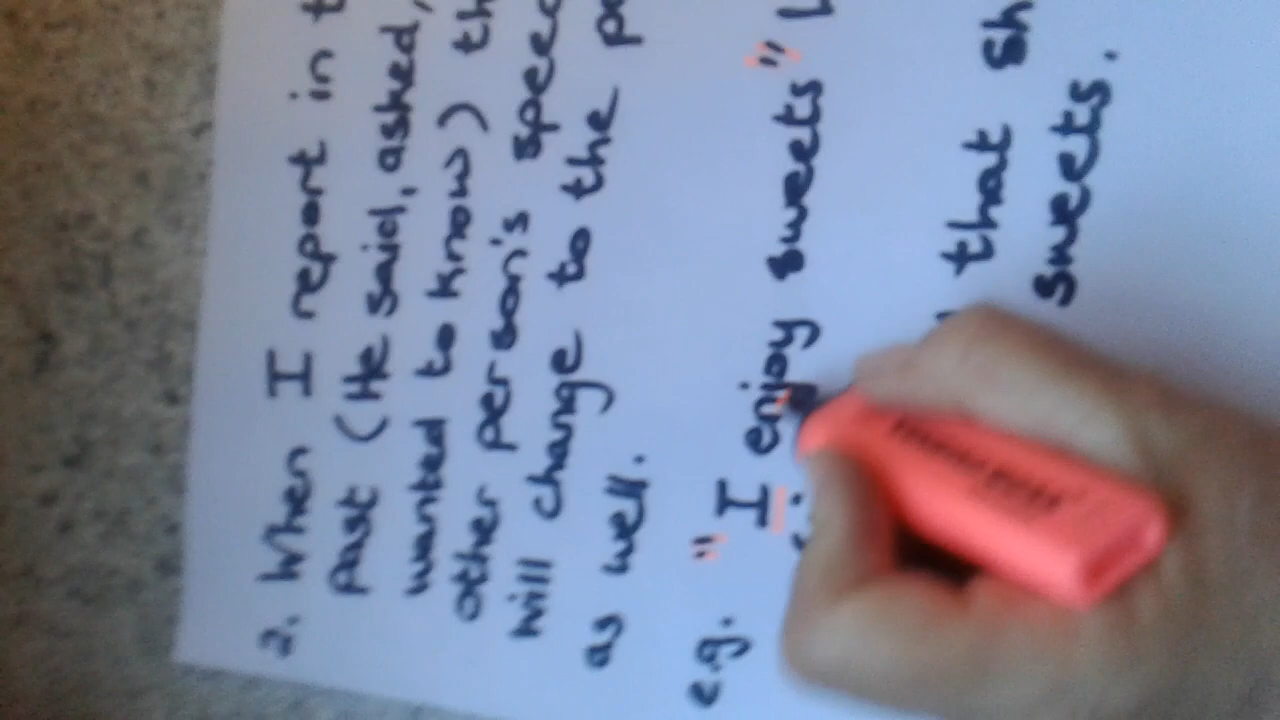 2. When I report in t
past (He said, asked,
wanted to know) th
other person's speec
will change to the
as well.
e.g. "I enjoy sweets"
that sh
sweets.